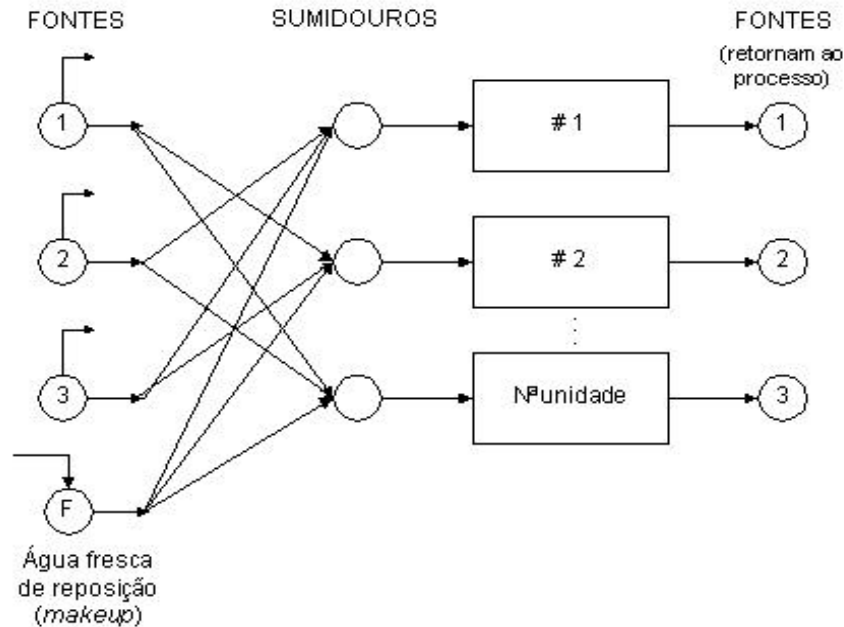 FONTES
SUMIDOUROS
FONTES
(retornam ao
processo)
1
# 1
1
2
# 2
2
3
Nªunidade
3
F
Água fresca
de reposição
(makeup)